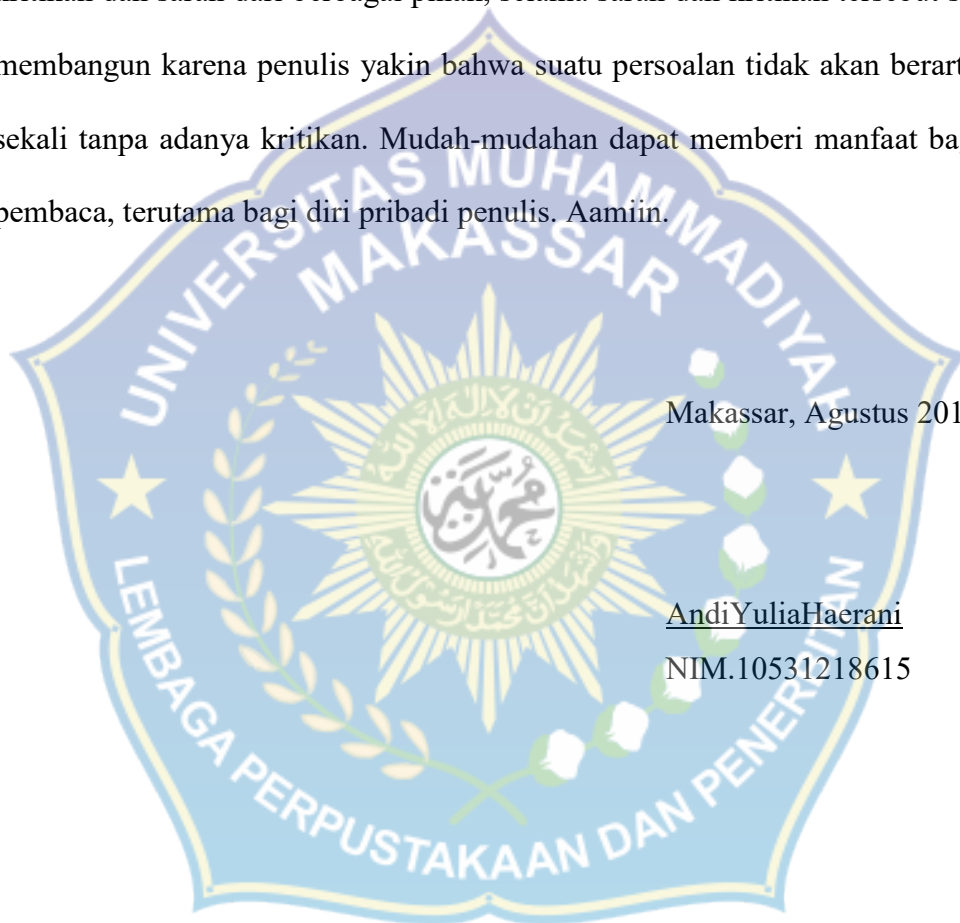 membangun karena penulis yakin bahwa suatu persoalan tidak akan
sekali tanpa adanya kritikan. Mudah-mudahan dapat memberi manfaat
pembaca, terutama bagi diri pribadi penulis. Aamiin.
UNIVERSITAS MUHAMMADIYAH
MAKASSAR
Makassar, Agustus 201
AndiYuliaHaerani
NIM.10531218615
LEMBAGA PERPUSTAKAAN DAN PENERBITAN